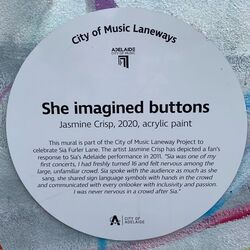 City of Music Laneways
ADELAIDE
CITY OF MUSIC
She imagined buttons
Jasmine Crisp, 2020, acrylic paint
This mural is part of the City of Music Laneway Project to
celebrate Sia Furler Lane. The artist Jasmine Crisp has depicted a fan's
response to Sia's Adelaide performance in 2011. "Sia was one of my
first concerts, I had freshly turned 16 and felt nervous among the
large, unfamiliar crowd. Sia spoke with the audience as much as she
sang, she shared sign language symbols with hands in the crowd
and communicated with every onlooker with inclusivity and passion.
I was never nervous in a crowd after Sia."
CITY OF
ADELAIDE